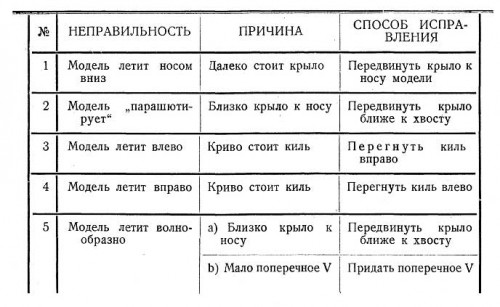 № НЕПРАВИЛЬНОСТЬ ПРИЧИНА СПОСОБ ИСПРА-
ВЛЕНИЯ
1 Модель летит носом Далеко стоит крыло Передвинуть крыло к
вниз носу модели
2 Модель „парашюти- Близко крыло к носу Передвинуть крыло
рует“ ближе к хвосту
3 Модель летит влево Криво стоит киль Перегнуть киль
вправо
4 Модель летит вправо Криво стоит киль Перегнуть киль влево
5 Модель летит волно- a) Близко крыло к Передвинуть крыло
образно носу ближе к хвосту
b) Мало поперечное V Придать поперечное V